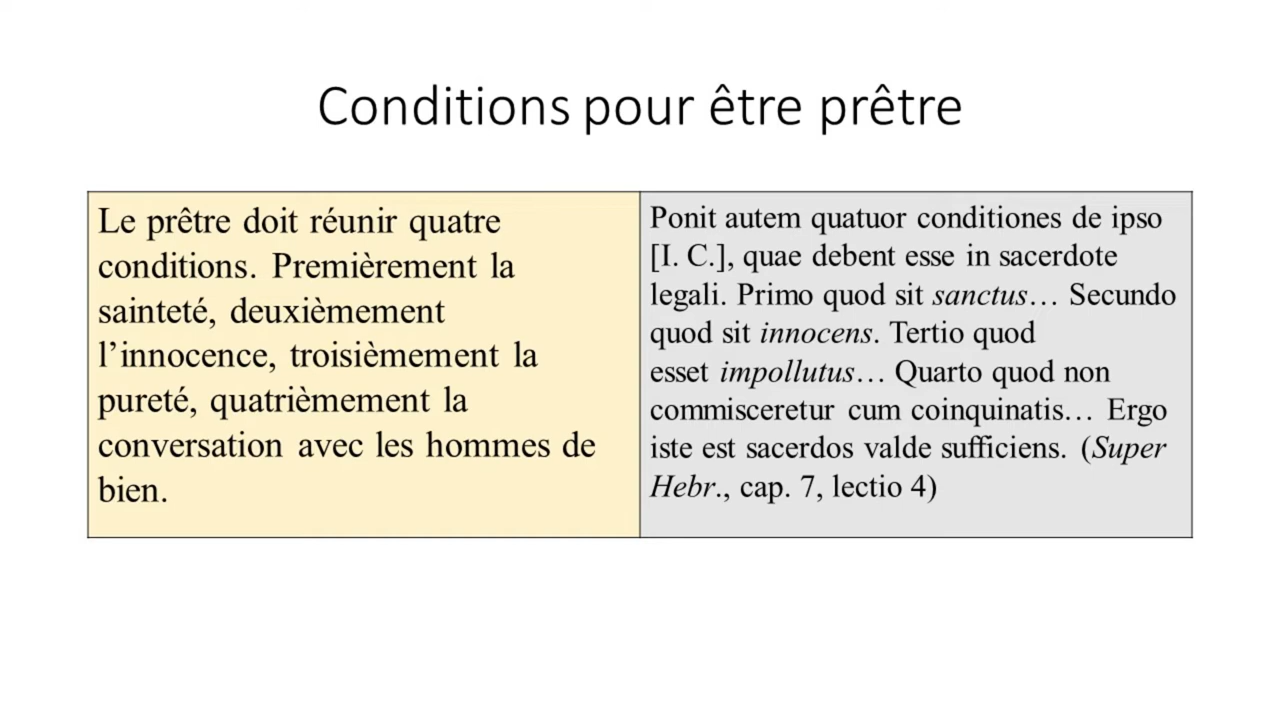 Conditions pour être prêtre
Le prêtre doit réunir quatre
conditions. Premièrement la
sainteté, deuxièmement
l’innocence, troisièmement la
pureté, quatrièmement la
conversation avec les hommes de
bien.
Ponit autem quatuor conditiones de ipso
[I. C.], quae debent esse in sacerdote
legali. Primo quod sit sanctus… Secundo
quod sit innocens. Tertio quod
esset impollutus… Quarto quod non
commisceretur cum coinquinatis… Ergo
iste est sacerdos valde sufficiens. (Super
Hebr., cap. 7, lectio 4)